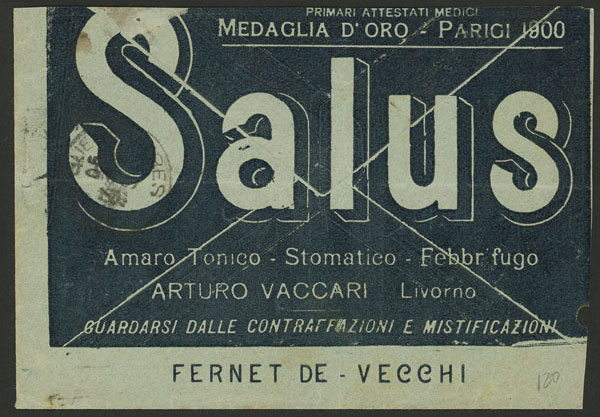 PRIMARI ATTESTATI MEDICI
MEDAGLIA D'ORO - PARIGI 1900
Salus
Amaro Tonico - Stomatico - Febbrifugo
ARTURO VACCARI Livorno
GUARDARSI DALLE CONTRAFFAZIONI E MISTIFICAZIONI
FERNET DE - VECCHI